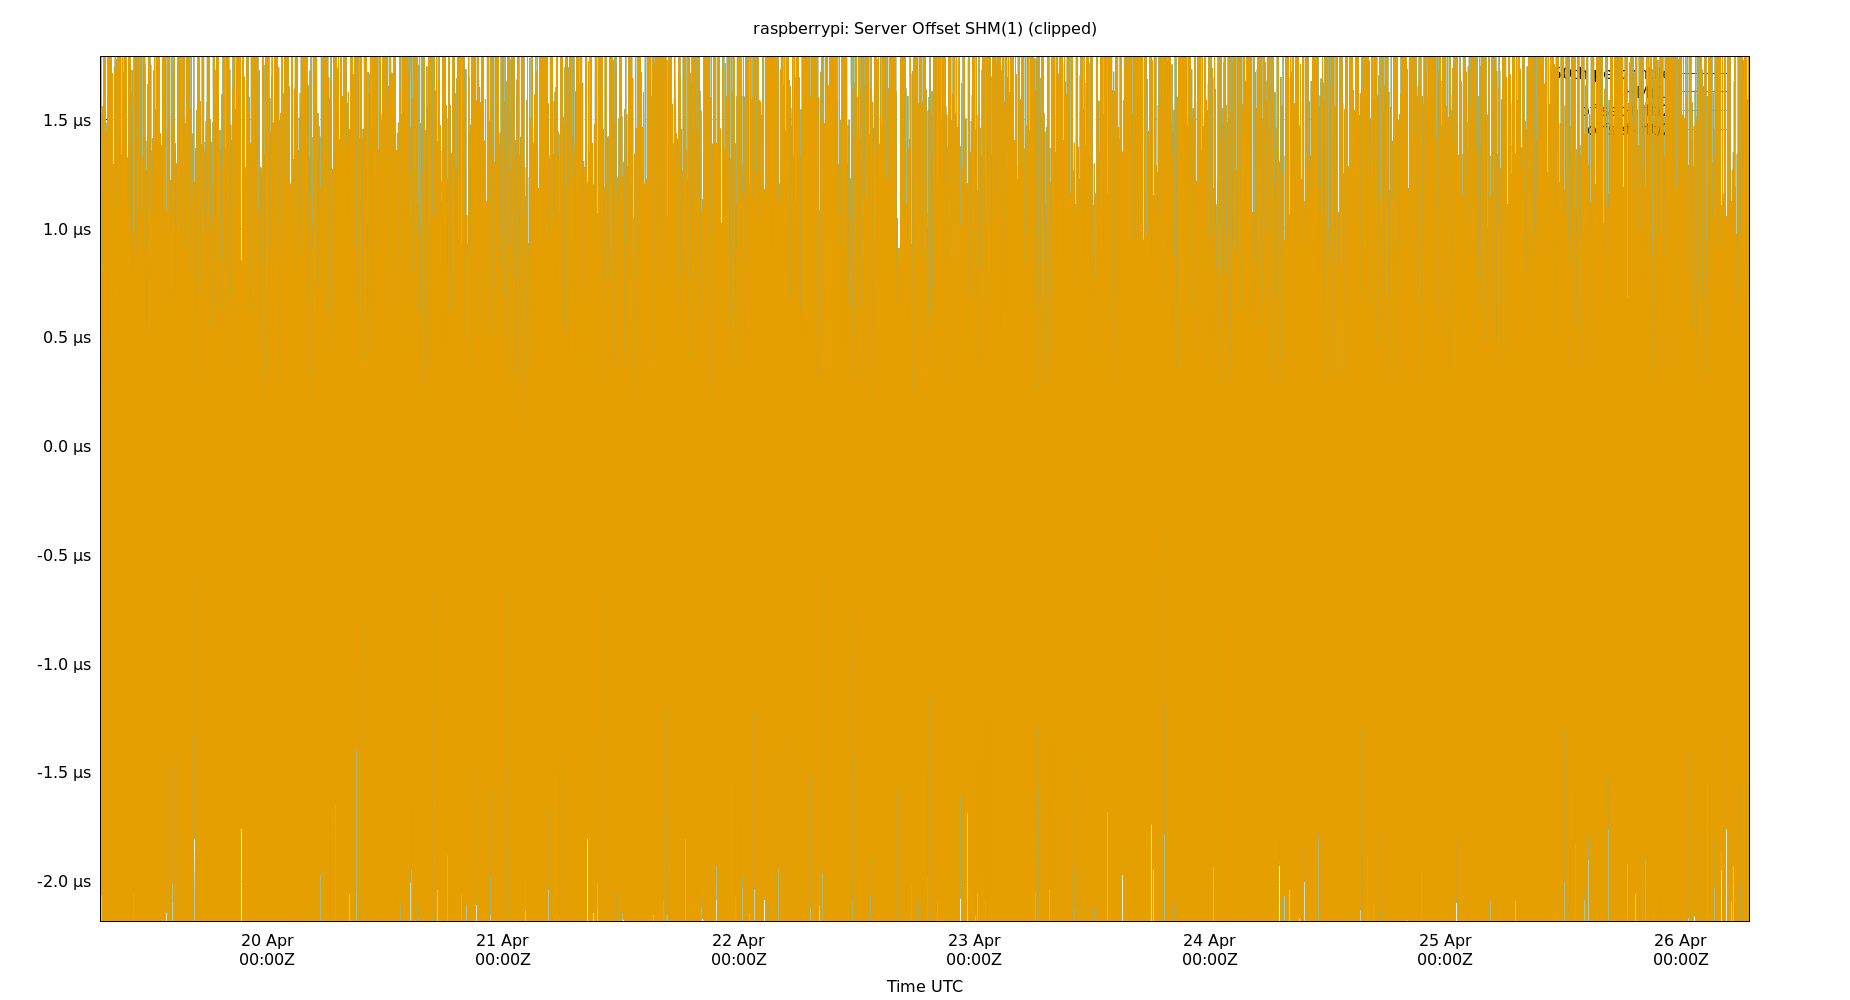 raspberrypi: Server Offset SHM(1) (clipped)
1.5 µs
1.0 µs
0.5 µs
0.0 µs
-0.5 µs
-1.0 µs
-1.5 µs
-2.0 µs
20 Apr 21 Apr 22 Apr 23 Apr 24 Apr 25 Apr 26 Apr
00:00Z 00:00Z 00:00Z 00:00Z 00:00Z 00:00Z 00:00Z
Time UTC